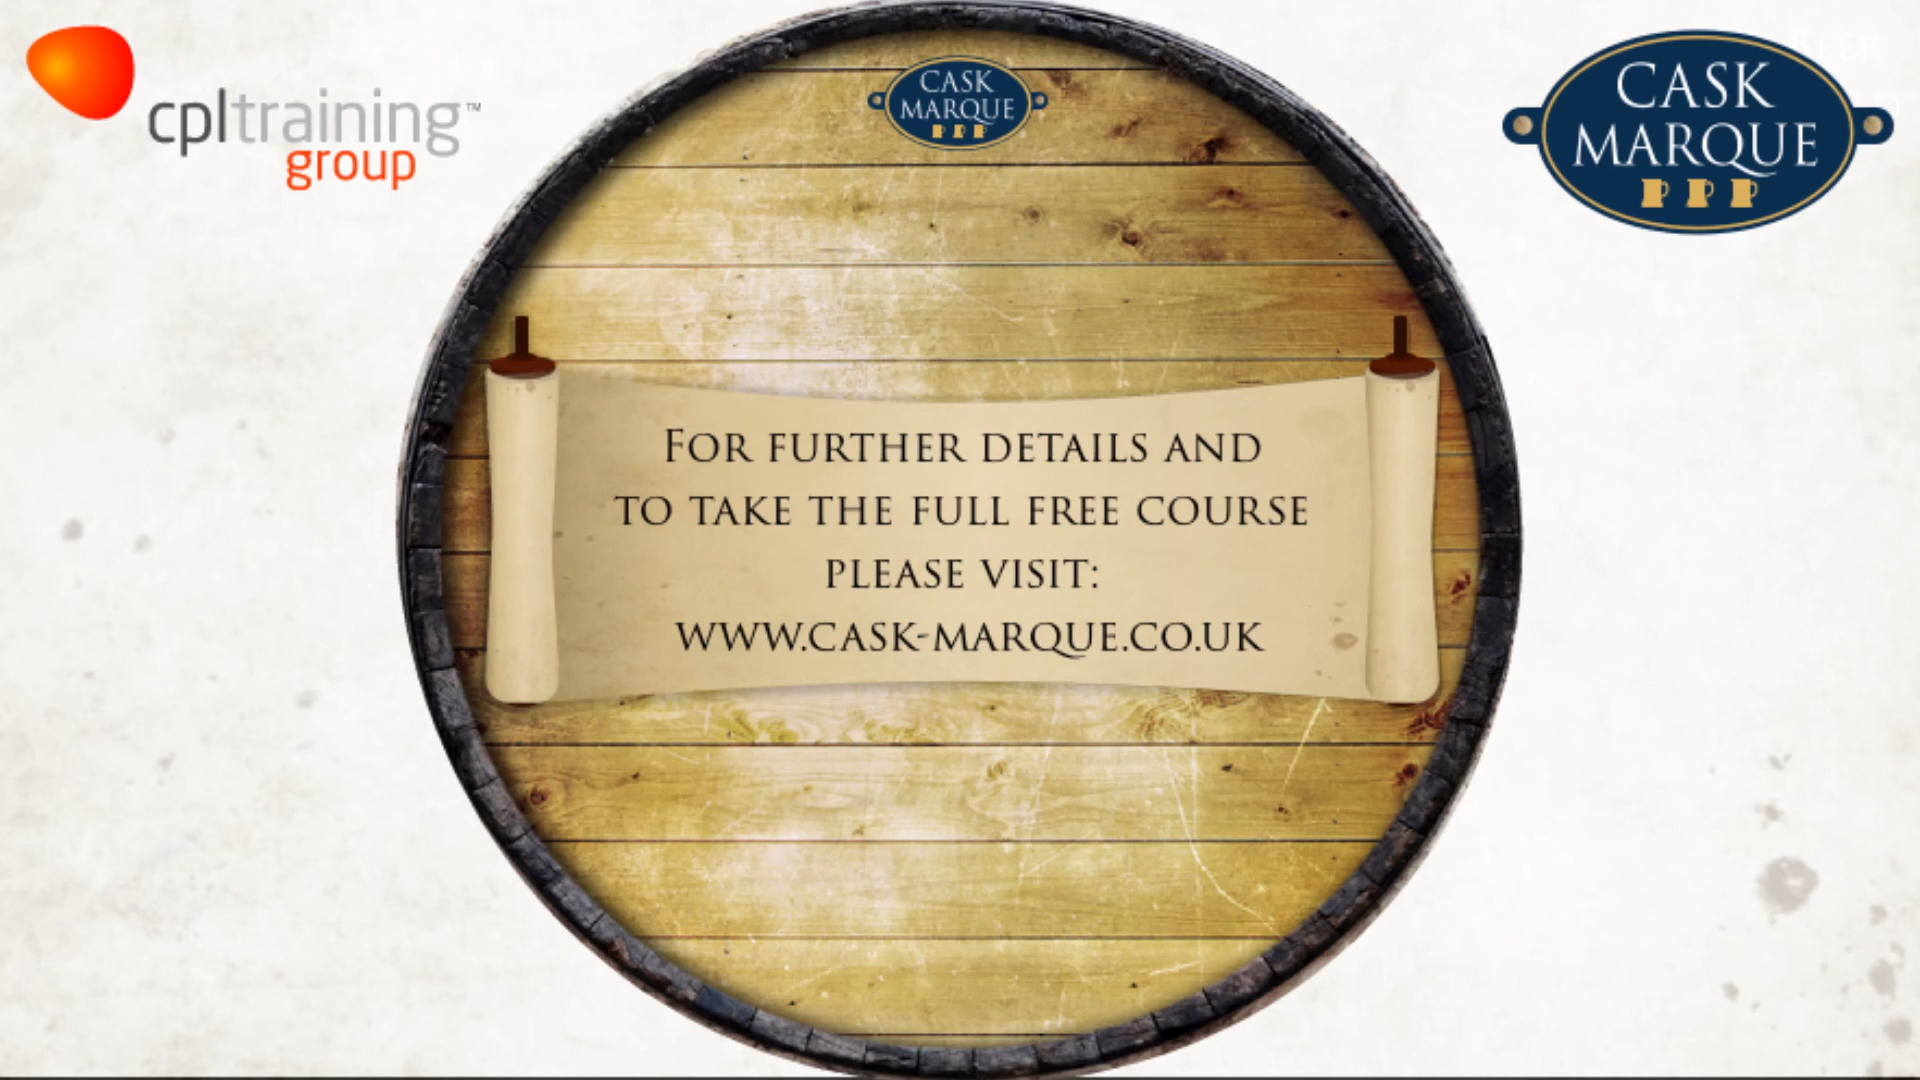 cpltraining™
group
CASK
MARQUE
CASK
MARQUE
FOR FURTHER DETAILS AND
TO TAKE THE FULL FREE COURSE
PLEASE VISIT:
WWW.CASK-MARQUE.CO.UK